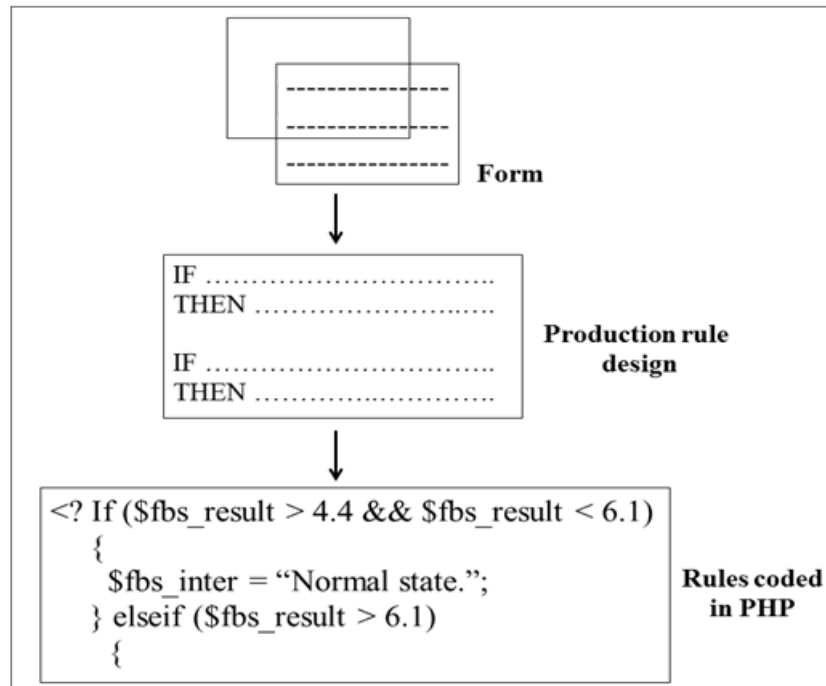 Form
IF ……………………………..
THEN …………………..…..
IF ……………………………..
THEN …………..………….
Production rule
design
<? If ($fbs_result > 4.4 && $fbs_result < 6.1)
{
$fbs_inter = “Normal state.”;
} elseif ($fbs_result > 6.1)
{
Rules coded
in PHP